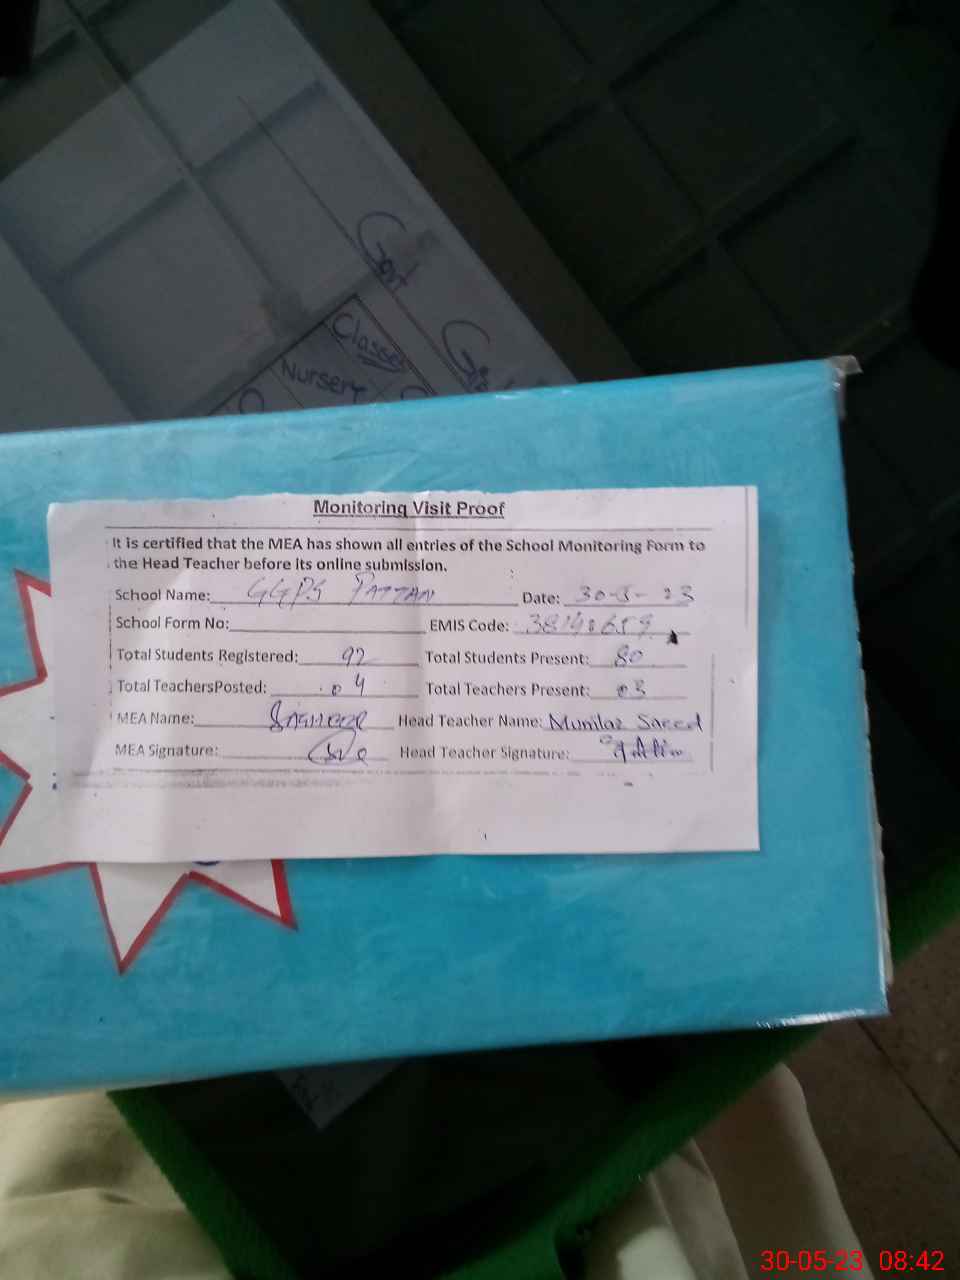 Govt
Classes
Nursery
Monitoring Visit Proof
It is certified that the MEA has shown all entries of the School Monitoring Form to
the Head Teacher before its online submission.
School Name: GGPS PATTAN Date: 30-5-23
School Form No: EMIS Code:
Total Students Registered: 92 Total Students Present: 80
Total TeachersPosted: 04 Total Teachers Present: 03
MEA Name: SAGHEER Head Teacher Name: Mumtaz Saeed
MEA Signature: Head Teacher Signature:
30-05-23 08:42